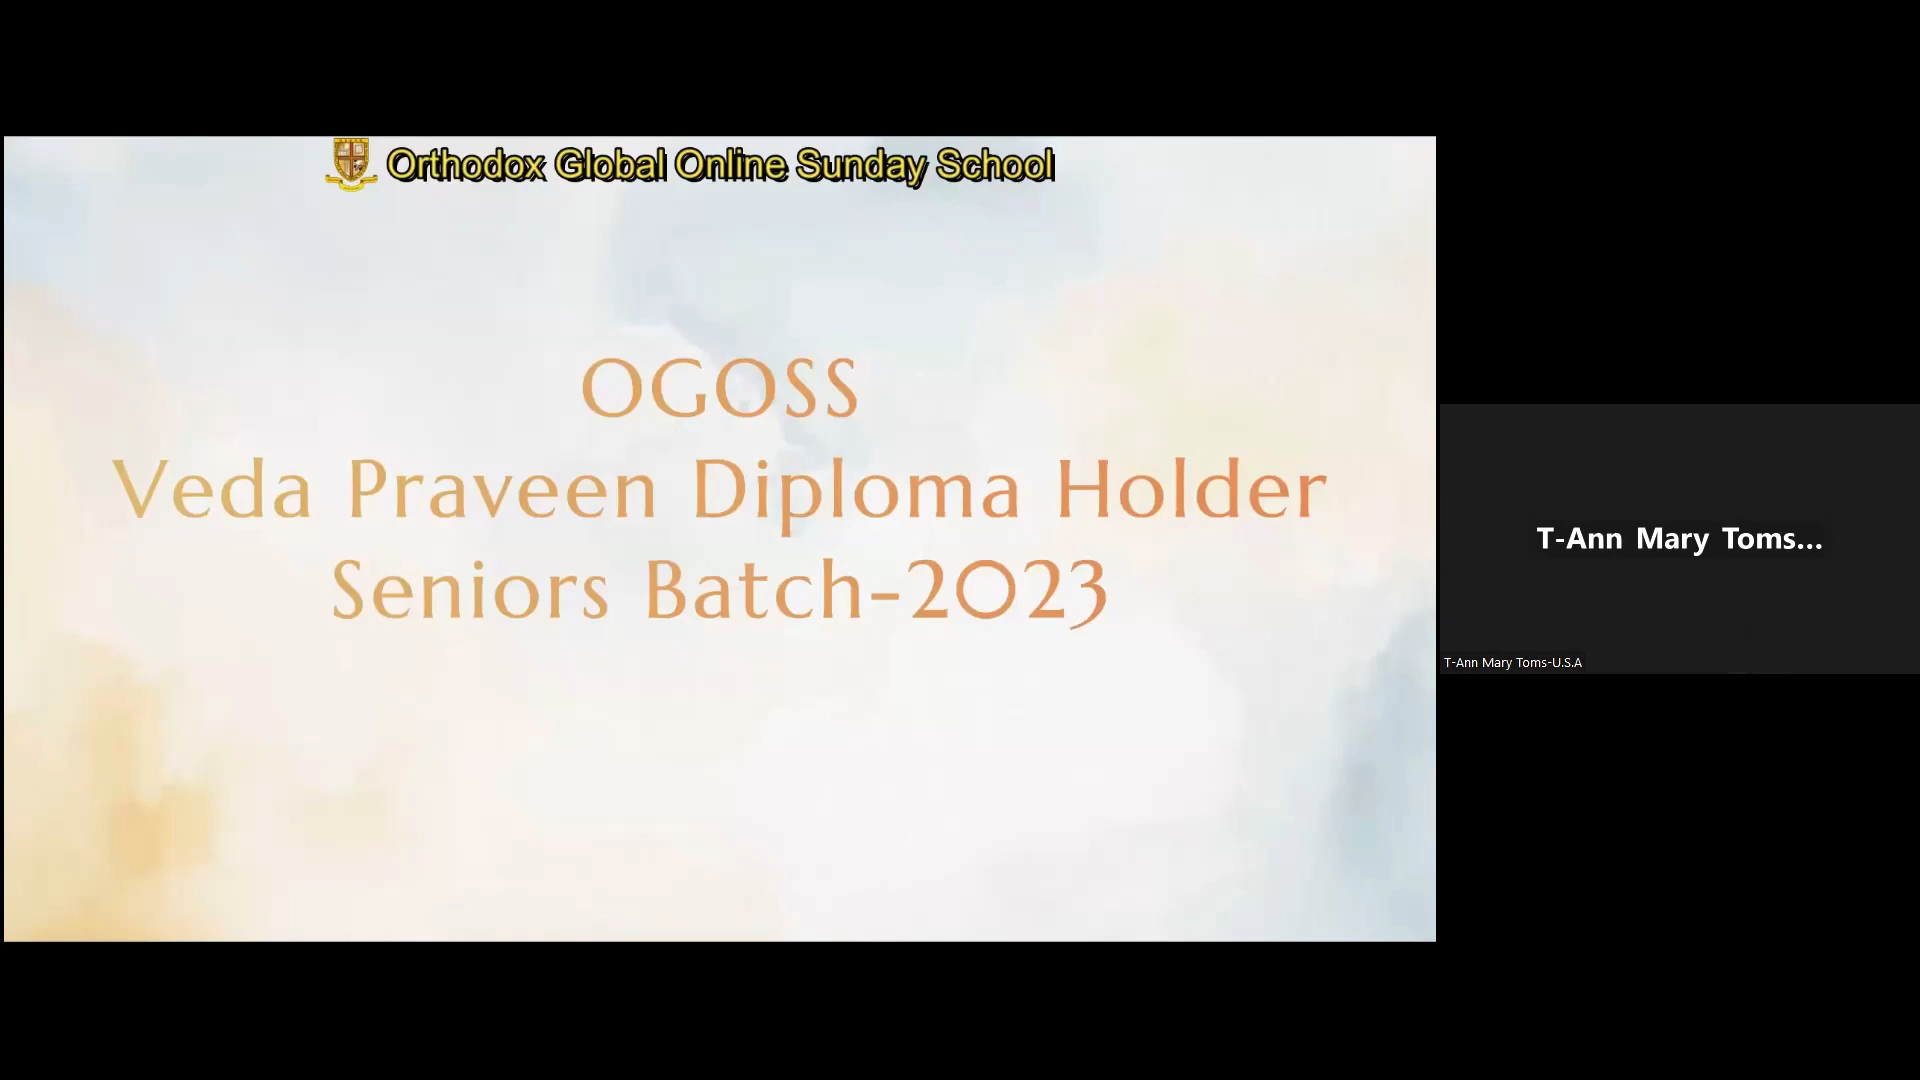 Orthodox Global Online Sunday School
OGOSS
Veda Praveen Diploma Holder
Seniors Batch-2023
T-Ann Mary Toms...
T-Ann Mary Toms-U.S.A